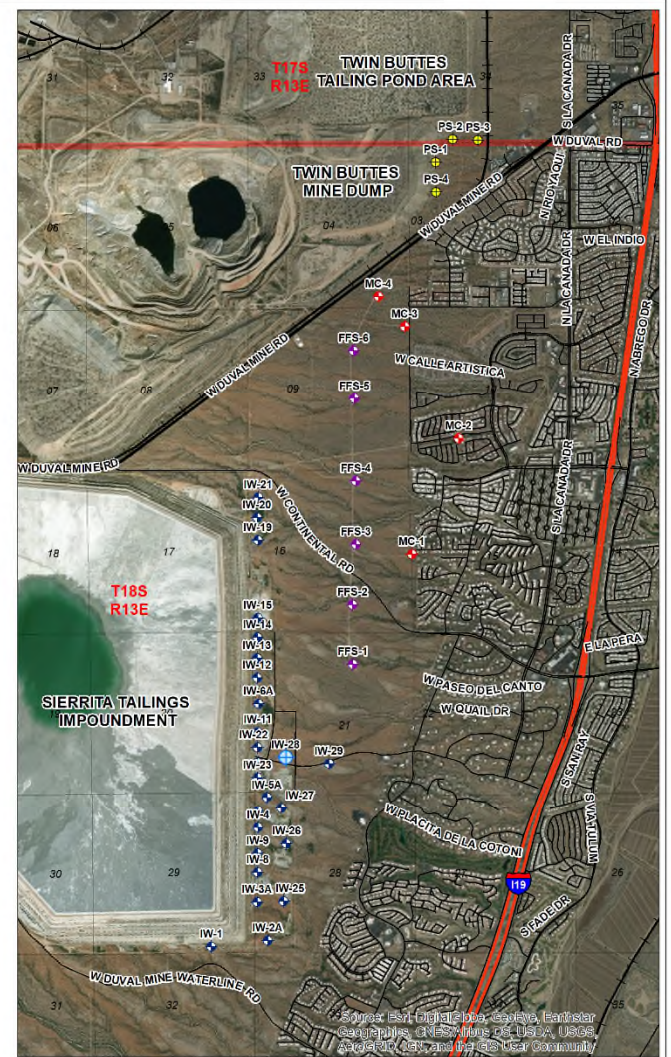 T17S
R13E
TWIN BUTTES
TAILING POND AREA
31
32
33
34
35
S LA CANADA DR
PS-2
PS-3
W DUVAL RD
PS-1
PS-4
TWIN BUTTES
MINE DUMP
N RIO YAQUI
W DUVAL MINE RD
06
05
04
03
W EL INDIO
N LA CANADA DR
N ABREGO DR
MC-4
MC-3
FFS-6
W DUVAL MINE RD
W CALLE ARTISTICA
07
08
09
FFS-5
MC-2
W DUVAL MINE RD
FFS-4
S LA CANADA DR
IW-21
IW-20
IW-19
W CONTINENTAL RD
18
17
16
FFS-3
MC-1
T18S
R13E
IW-15
IW-14
IW-13
IW-12
IW-6A
IW-11
FFS-2
FFS-1
E LA PERA
W PASEO DEL CANTO
W QUAIL DR
SIERRITA TAILINGS
IMPOUNDMENT
19
20
21
IW-22
IW-28
IW-29
IW-23
S SAN RAY
IW-5A
IW-27
IW-4
S VIA TULUM
IW-26
W PLACITA DE LA COTONI
IW-9
IW-8
30
29
28
26
I19
IW-3A
IW-25
S FADE DR
IW-1
IW-2A
W DUVAL MINE WATERLINE RD
31
32
33
35
Source: Esri, DigitalGlobe, GeoEye, Earthstar
Geographics, CNES/Airbus DS, USDA, USGS,
AeroGRID, IGN, and the GIS User Community